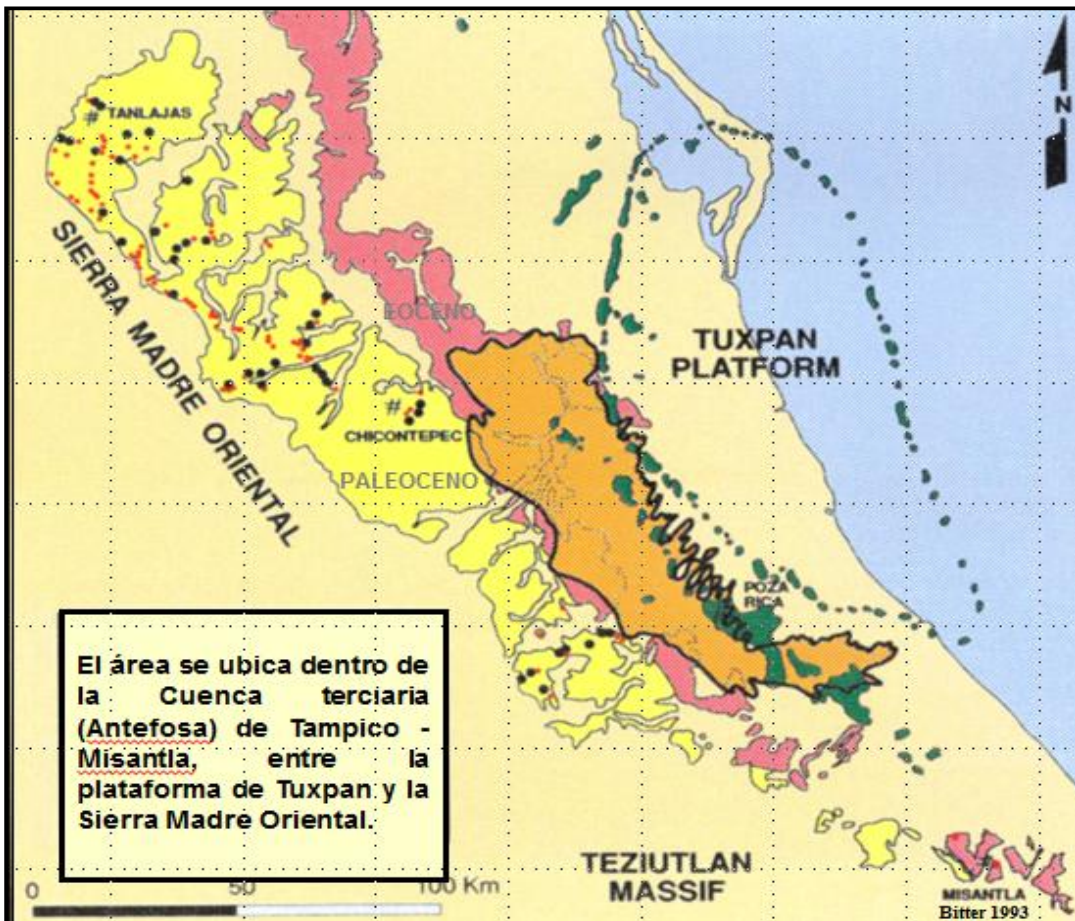 N
TANLAJAS
#
SIERRA MADRE ORIENTAL
EOCENO
TUXPAN
PLATFORM
#
CHICONTEPEC
PALEOCENO
POZA
RICA
El área se ubica dentro de
la Cuenca terciaria
(Antefosa) de Tampico -
Misantla, entre la
plataforma de Tuxpan y la
Sierra Madre Oriental.
TEZIUTLAN
MASSIF
0 50 100 Km
MISANTLA
Bitter 1993